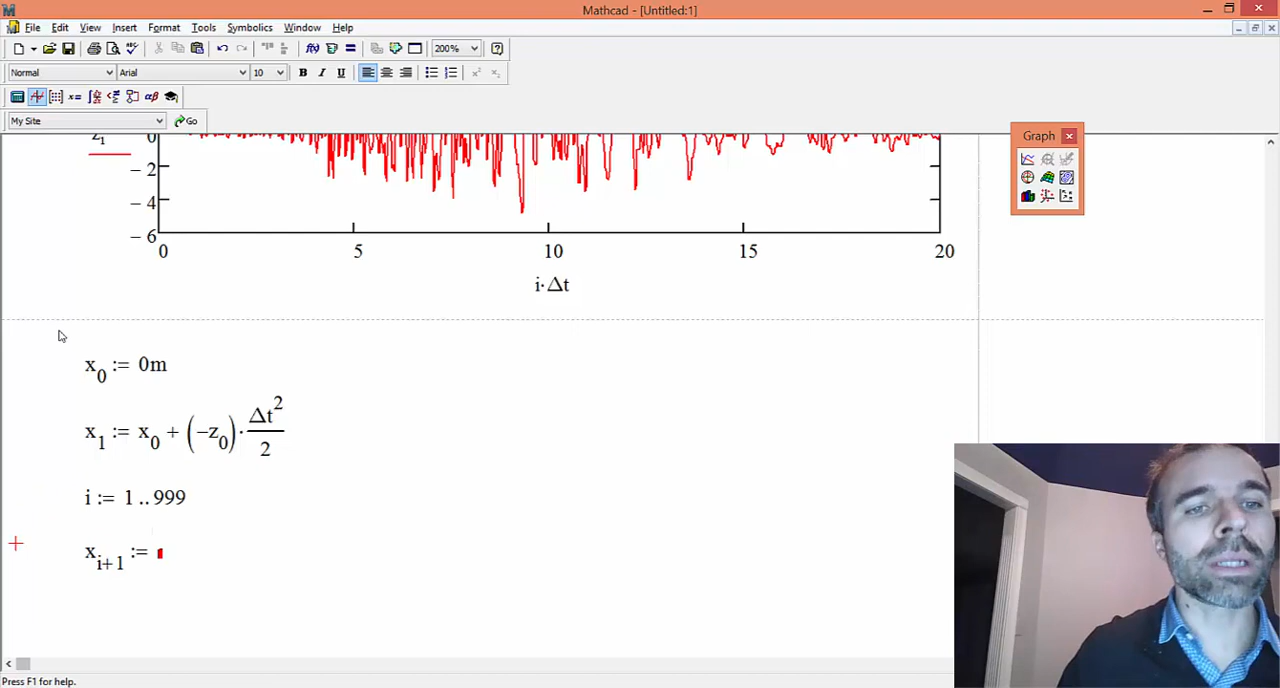 Mathcad - [Untitled:1]
File Edit View Insert Format Tools Symbolics Window Help
200%
Normal Arial 10 B I U
My Site Go
Graph
z1 0
− 2
− 4
− 6
0 5 10 15 20
i·Δt
x0 := 0m
x1 := x0 + (−z0)·Δt²/2
i := 1 .. 999
xi+1 :=
Press F1 for help.